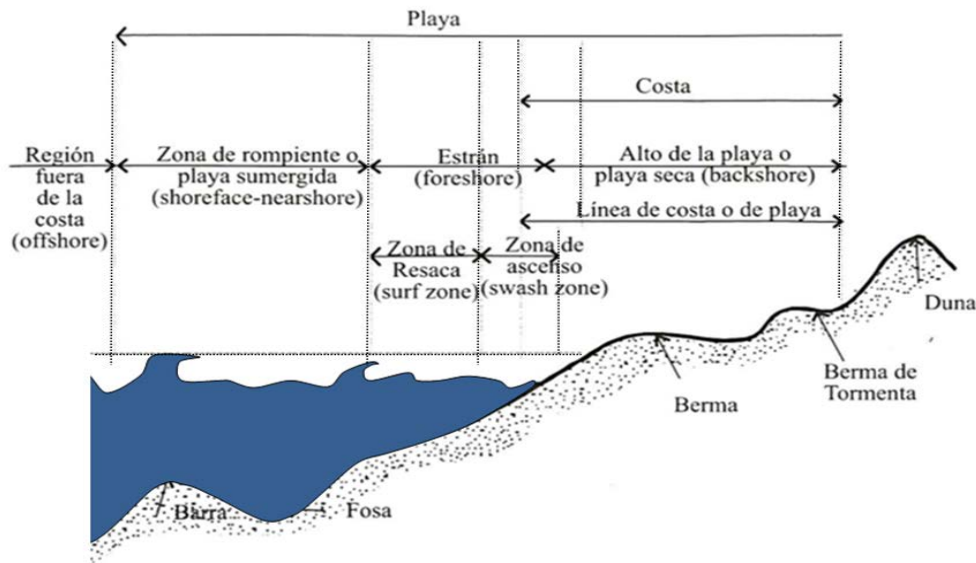 Playa
Costa
Región
fuera
de la
costa
(offshore)
Zona de rompiente o
playa sumergida
(shoreface-nearshore)
Estrán
(foreshore)
Alto de la playa o
playa seca (backshore)
Línea de costa o de playa
Zona de
Resaca
(surf zone)
Zona de
ascenso
(swash zone)
Duna
Berma de
Tormenta
Berma
Barra
Fosa